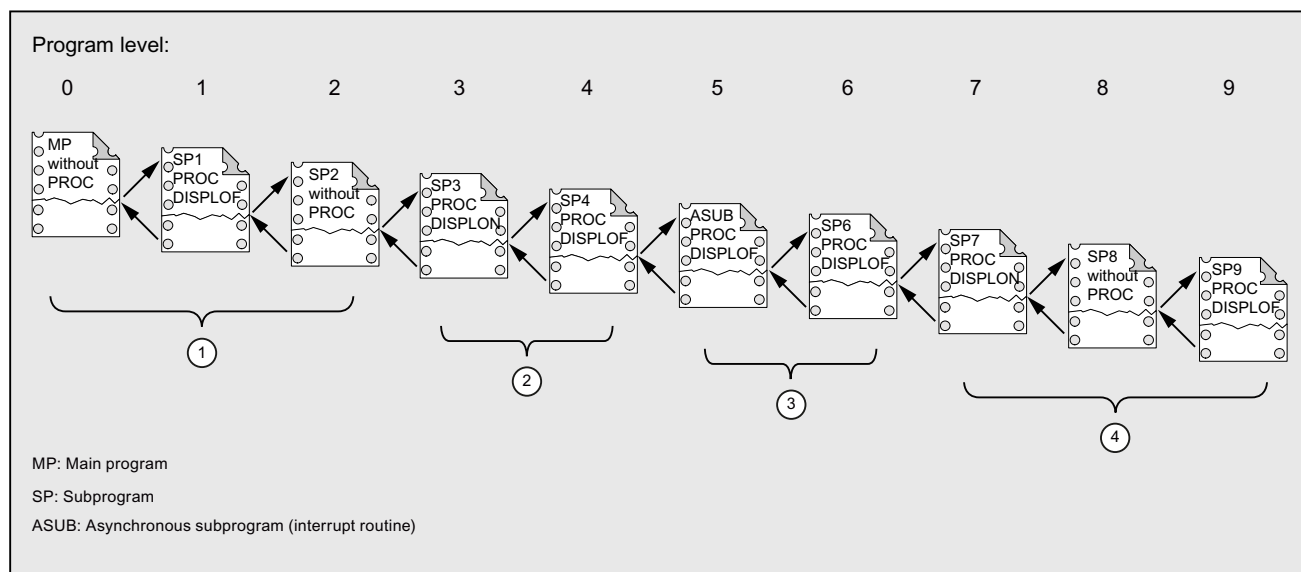 Program level:
0 1 2 3 4 5 6 7 8 9
MP
without
PROC
SP1
PROC
DISPLOF
SP2
without
PROC
SP3
PROC
DISPLON
SP4
PROC
DISPLOF
ASUB
PROC
DISPLOF
SP6
PROC
DISPLOF
SP7
PROC
DISPLON
SP8
without
PROC
SP9
PROC
DISPLOF
1
2
3
4
MP: Main program
SP: Subprogram
ASUB: Asynchronous subprogram (interrupt routine)